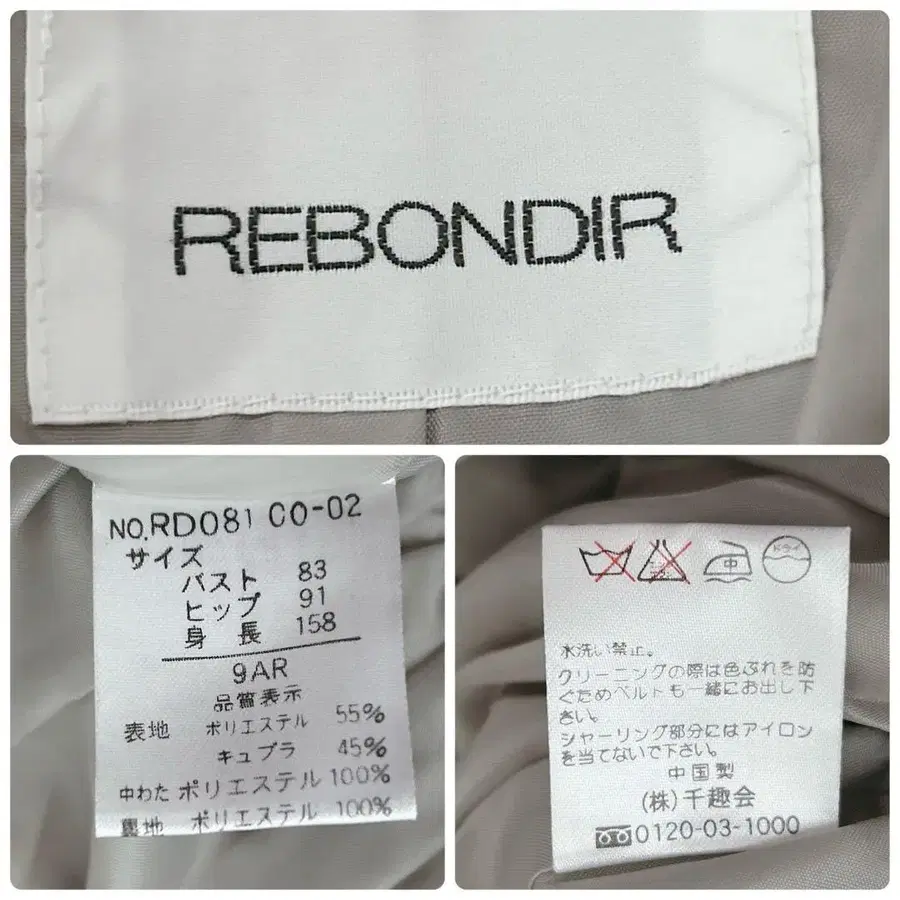 REBONDIR
NO.RD081 CO-02
サイズ
バスト 83
ヒップ 91
身長 158
9AR
品質表示
表地 ポリエステル 55%
キュプラ 45%
中わた ポリエステル 100%
裏地 ポリエステル 100%
中 ドライ
水洗い禁止。
クリーニングの際は色ぶれを防
ぐためベルトも一緒にお出し下
さい。
シャーリング部分にはアイロン
を当てないで下さい。
中国製
(株)千趣会
0120-03-1000